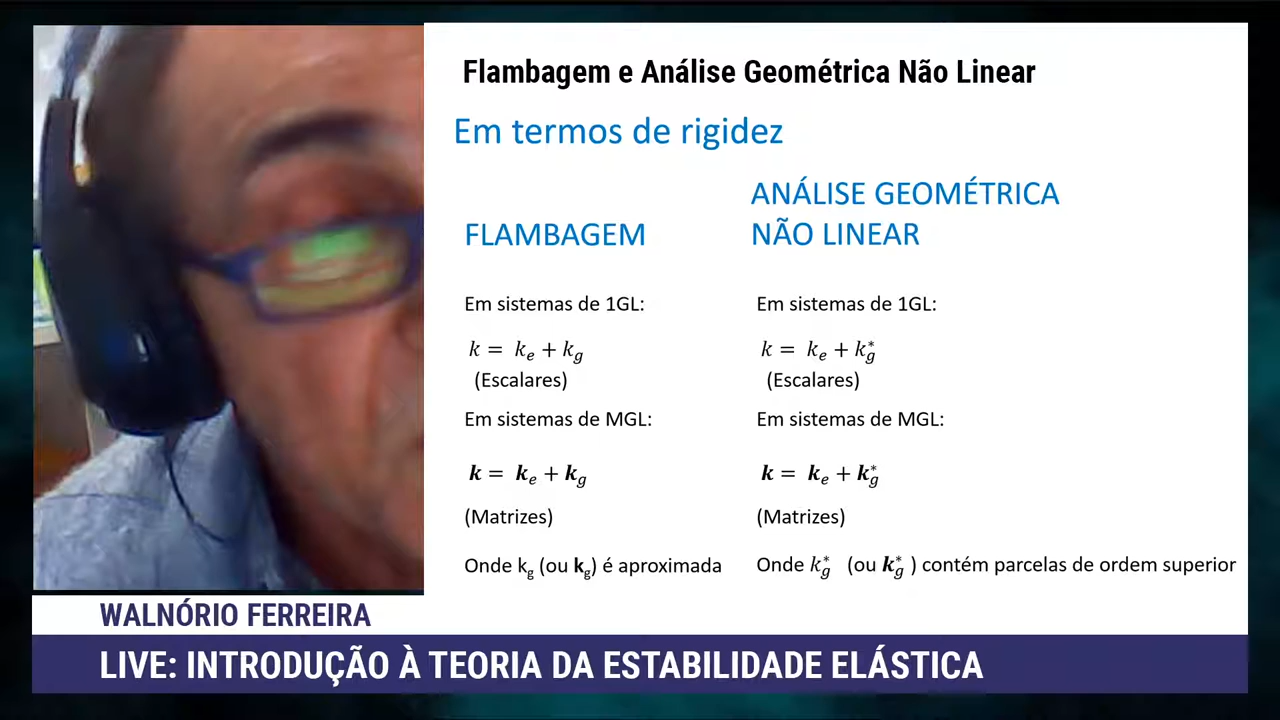 Flambagem e Análise Geométrica Não Linear
Em termos de rigidez
FLAMBAGEM
Em sistemas de 1GL:
k = k_e + k_g
(Escalares)
Em sistemas de MGL:
𝒌 = 𝒌_e + 𝒌_g
(Matrizes)
Onde k_g (ou 𝐤_g) é aproximada
ANÁLISE GEOMÉTRICA
NÃO LINEAR
Em sistemas de 1GL:
k = k_e + k_g^*
(Escalares)
Em sistemas de MGL:
𝒌 = 𝒌_e + 𝒌_g^*
(Matrizes)
Onde k_g^* (ou 𝒌_g^* ) contém parcelas de ordem superior
WALNÓRIO FERREIRA
LIVE: INTRODUÇÃO À TEORIA DA ESTABILIDADE ELÁSTICA